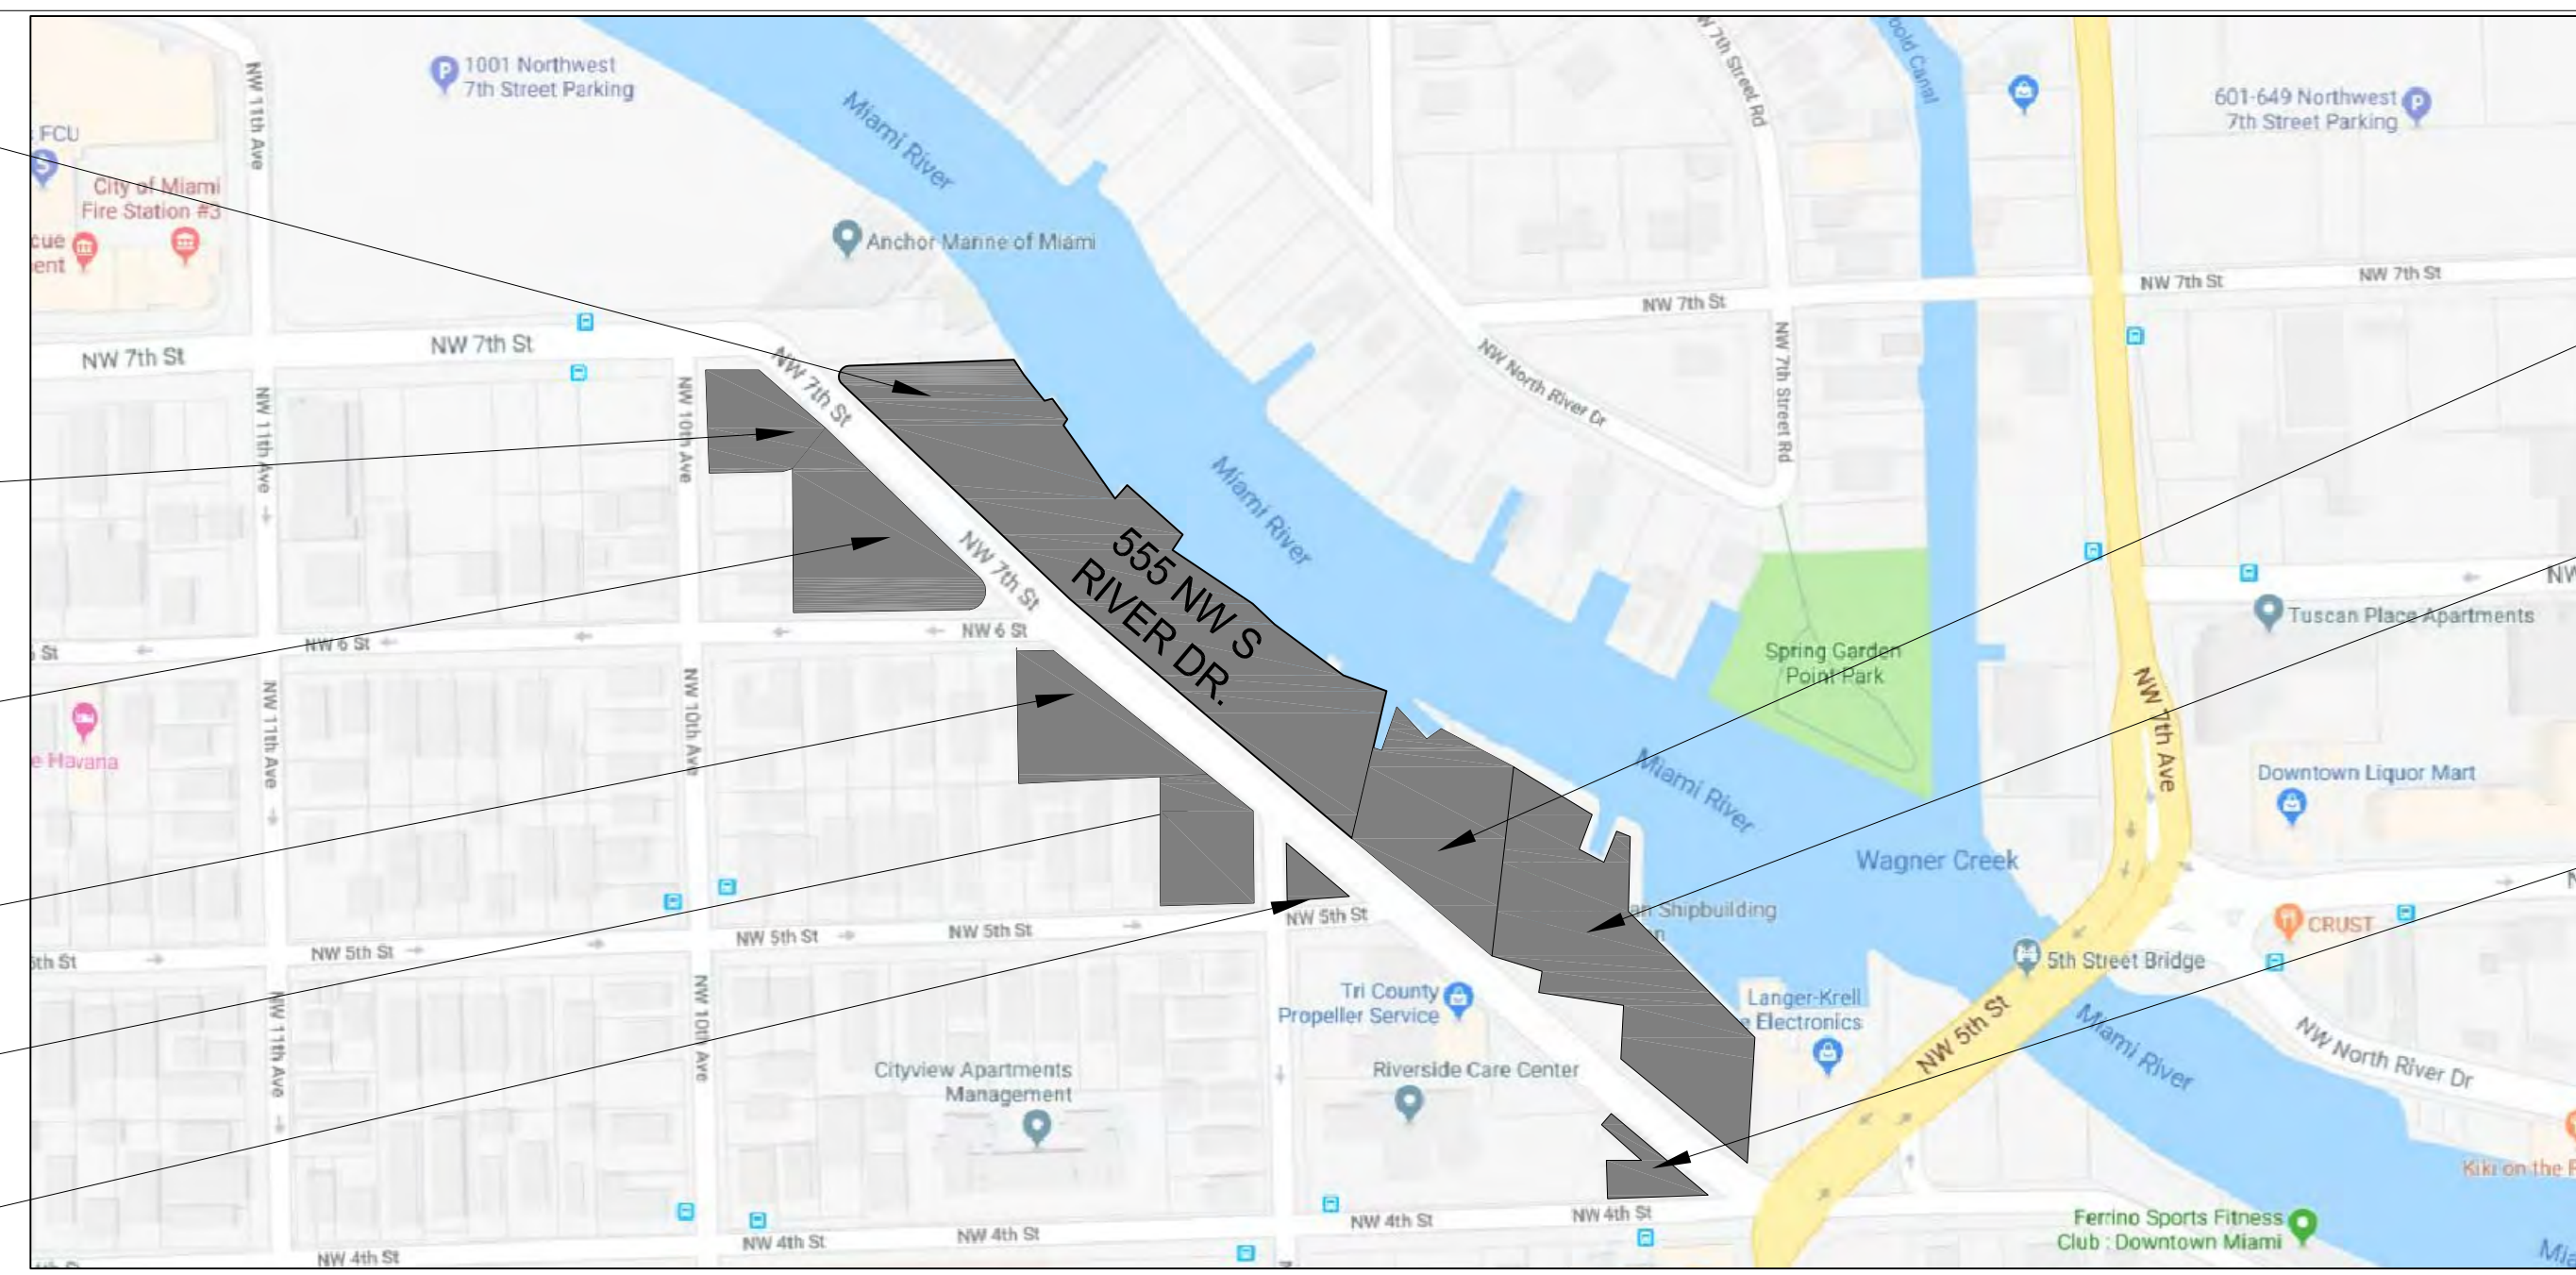 1001 Northwest
7th Street Parking
NW 11th Ave
FCU
City of Miami
Fire Station #3
cue
ent
Miami River
Anchor Marine of Miami
NW 7th Street Rd
601-649 Northwest
7th Street Parking
NW 7th St
NW 7th St
NW 7th St
NW 7th St
NW 7th St
NW 7th St
NW 11th Ave
NW 10th Ave
NW North River Dr
NW 7th Street Rd
Miami River
NW 7th St
555 NW S
RIVER DR.
St
NW 6 St
NW 6 St
Spring Garden
Point Park
Tuscan Place Apartments
NW
NW 11th Ave
NW 10th Ave
NW 7th Ave
e Havana
Miami River
Downtown Liquor Mart
Wagner Creek
5th St
NW 5th St
NW 5th St
NW 5th St
NW 5th St
an Shipbuilding
n
CRUST
5th Street Bridge
NW 11th Ave
NW 10th Ave
Tri County
Propeller Service
Langer-Krell
e Electronics
NW 5th St
Miami River
NW North River Dr
Cityview Apartments
Management
Riverside Care Center
Kiki on the
NW 4th St
NW 4th St
NW 4th St
NW 4th St
NW 4th St
Ferrino Sports Fitness
Club : Downtown Miami